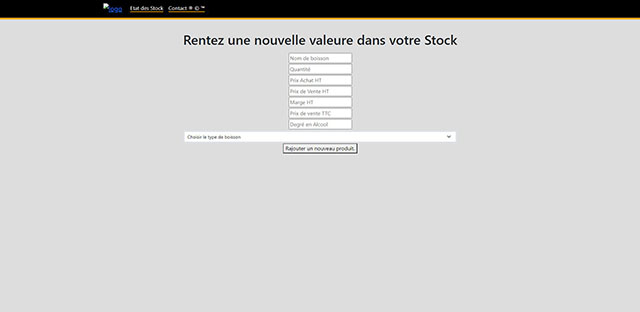 logo Etat des Stock Contact ® © ™
Rentez une nouvelle valeure dans votre Stock
Nom de boisson
Quantité
Prix Achat HT
Prix de Vente HT
Marge HT
Prix de vente TTC
Degré en Alcool
Choisir le type de boisson
Rajouter un nouveau produit.